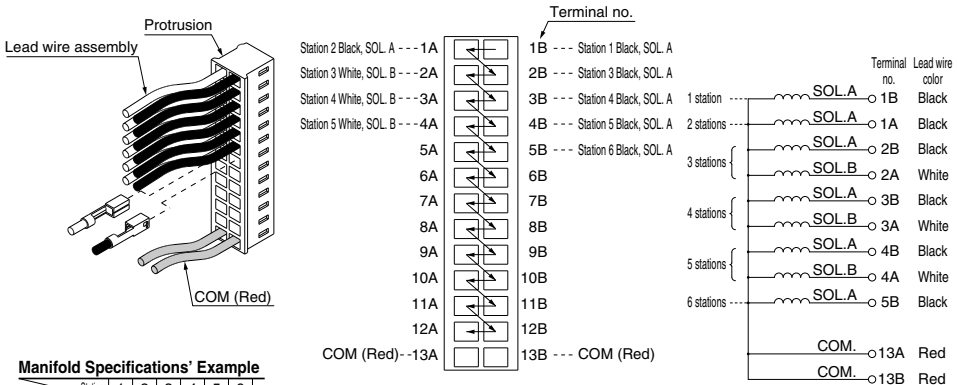 Terminal no.
Protrusion
Lead wire assembly
COM (Red)
Station 2 Black, SOL. A 1A 1B Station 1 Black, SOL. A
Station 3 White, SOL. B 2A 2B Station 3 Black, SOL. A
Station 4 White, SOL. B 3A 3B Station 4 Black, SOL. A
Station 5 White, SOL. B 4A 4B Station 5 Black, SOL. A
5A 5B Station 6 Black, SOL. A
6A 6B
7A 7B
8A 8B
9A 9B
10A 10B
11A 11B
12A 12B
COM (Red) 13A 13B COM (Red)
Terminal no. Lead wire color
1 station SOL.A 1B Black
2 stations SOL.A 1A Black
3 stations SOL.A 2B Black
SOL.B 2A White
4 stations SOL.A 3B Black
SOL.B 3A White
5 stations SOL.A 4B Black
SOL.B 4A White
6 stations SOL.A 5B Black
COM. 13A Red
COM. 13B Red
Manifold Specifications' Example